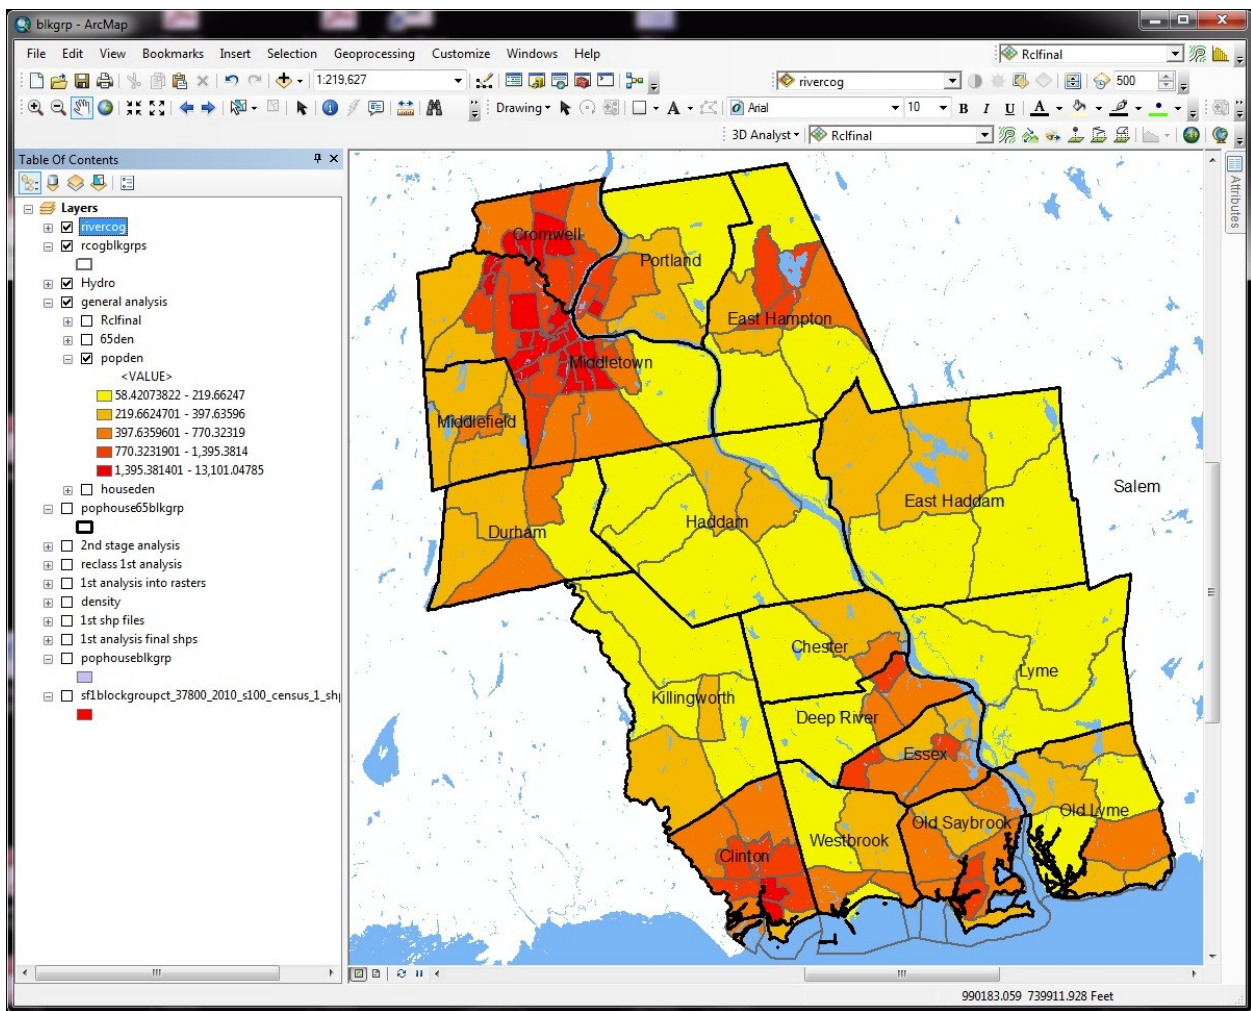 blkgrp - ArcMap
File Edit View Bookmarks Insert Selection Geoprocessing Customize Windows Help
Rclfinal
1:219,627
rivercog
500
Drawing
A
Arial
10
B I U A
3D Analyst
Rclfinal
Table Of Contents
Attributes
Layers
rivercog
rcogblkgrps
Hydro
general analysis
Rclfinal
65den
popden
<VALUE>
58.42073822 - 219.66247
219.6624701 - 397.63596
397.6359601 - 770.32319
770.3231901 - 1,395.3814
1,395.381401 - 13,101.04785
houseden
pophouse65blkgrp
2nd stage analysis
reclass 1st analysis
1st analysis into rasters
density
1st shp files
1st analysis final shps
pophouseblkgrp
sf1blockgroupct_37800_2010_s100_census_1_shp
Cromwell
Portland
East Hampton
Middletown
Middlefield
Salem
East Haddam
Haddam
Durham
Chester
Lyme
Killingworth
Deep River
Essex
Old Lyme
Old Saybrook
Westbrook
Clinton
990183.059 739911.928 Feet